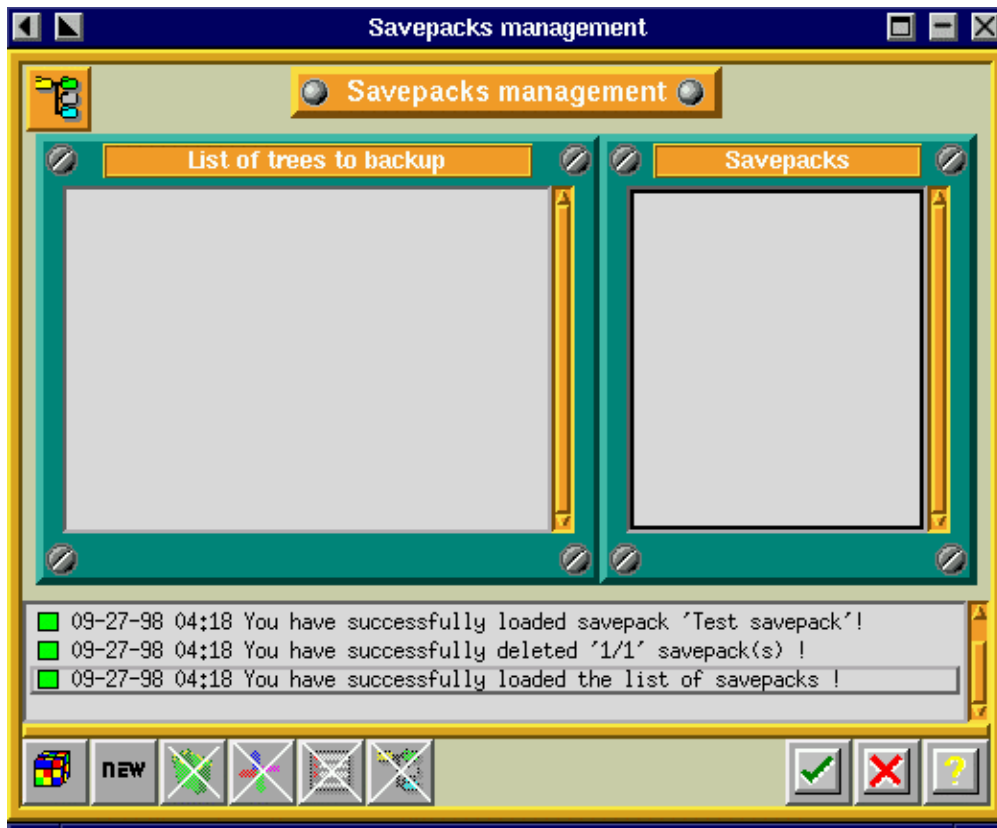 Savepacks management
Savepacks management
List of trees to backup
Savepacks
09-27-98 04:18 You have successfully loaded savepack 'Test savepack'!
09-27-98 04:18 You have successfully deleted '1/1' savepack(s) !
09-27-98 04:18 You have successfully loaded the list of savepacks !
NEW
?